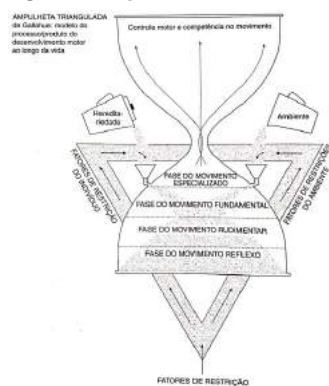 AMPULHETA TRIANGULADA
de Gallahue: modelo do
processo/produto do
desenvolvimento motor
ao longo da vida
Controle motor e competência no movimento
Heredita-
riedade
Ambiente
FATORES DE RESTRIÇÃO
DO INDIVÍDUO
FATORES DE RESTRIÇÕES
DO AMBIENTE
FASE DO MOVIMENTO
ESPECIALIZADO
FASE DO MOVIMENTO FUNDAMENTAL
FASE DO MOVIMENTO RUDIMENTAR
FASE DO MOVIMENTO REFLEXO
FATORES DE RESTRIÇÃO